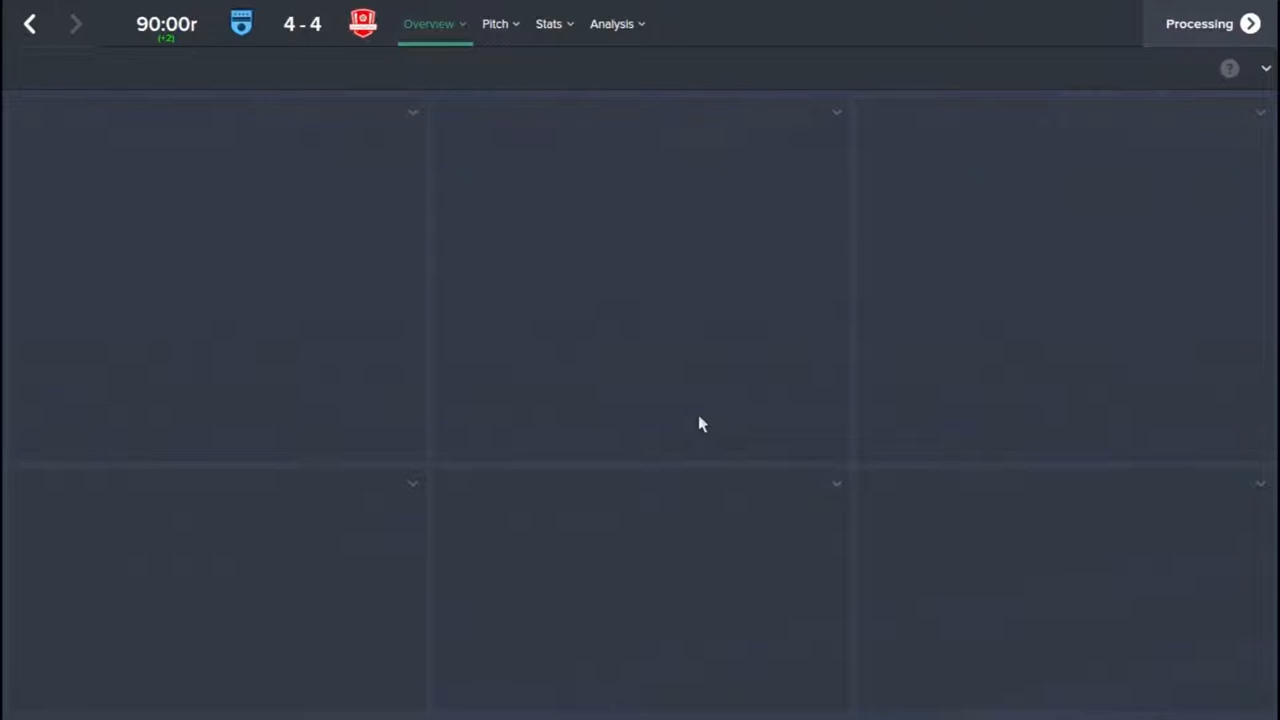 90:00r
(+2)
4 - 4
Overview
Pitch
Stats
Analysis
Processing
?